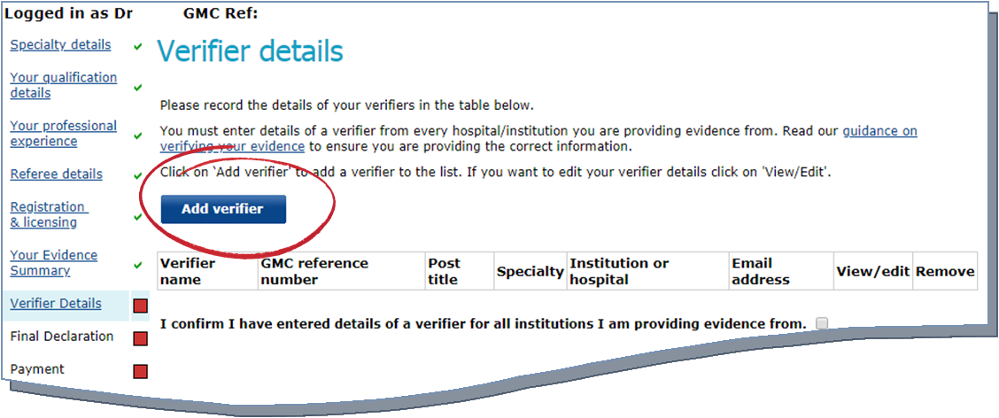 Logged in as Dr GMC Ref:
Specialty details
Your qualification
details
Your professional
experience
Referee details
Registration
& licensing
Your Evidence
Summary
Verifier Details
Final Declaration
Payment
Verifier details
Please record the details of your verifiers in the table below.
You must enter details of a verifier from every hospital/institution you are providing evidence from. Read our guidance on
verifying your evidence to ensure you are providing the correct information.
Click on 'Add verifier' to add a verifier to the list. If you want to edit your verifier details click on 'View/Edit'.
Add verifier
Verifier name GMC reference number Post title Specialty Institution or hospital Email address View/edit Remove
I confirm I have entered details of a verifier for all institutions I am providing evidence from.